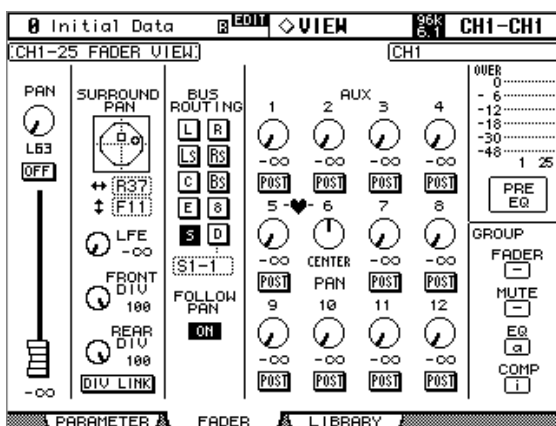 0 Initial Data R EDIT ◇VIEW 96K 6.1 CH1-CH1
CH1-25 FADER VIEW CH1
PAN
L63
OFF
-∞
SURROUND
PAN
↔ R37
↕ F11
LFE
-∞
FRONT
DIV
100
REAR
DIV
100
DIV LINK
BUS
ROUTING
L R
Ls Rs
C Bs
E 8
S D
S1-1
FOLLOW
PAN
ON
AUX
1 2 3 4
-∞ -∞ -∞ -∞
POST POST POST POST
5 -♥- 6 7 8
-∞ CENTER -∞ -∞
POST PAN POST POST
9 10 11 12
-∞ -∞ -∞ -∞
POST POST POST POST
OVER
0
- 6
-12
-18
-30
-48
1 25
PRE
EQ
GROUP
FADER
-
MUTE
-
EQ
a
COMP
i
PARAMETER FADER LIBRARY